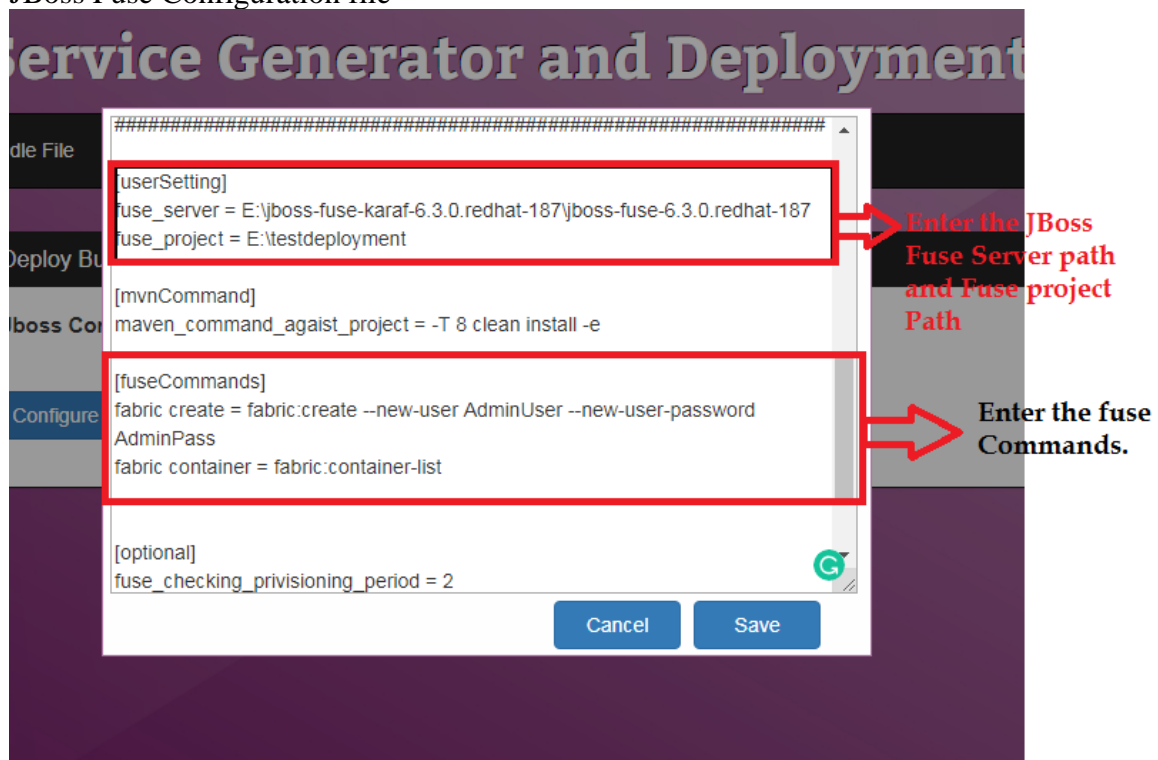 JBoss Fuse Configuration file
Service Generator and Deployment
dle File
##################################################################
[userSetting]
fuse_server = E:\jboss-fuse-karaf-6.3.0.redhat-187\jboss-fuse-6.3.0.redhat-187
fuse_project = E:\testdeployment
Enter the JBoss
Fuse Server path
and Fuse project
Path
Deploy Bu
[mvnCommand]
maven_command_agaist_project = -T 8 clean install -e
Jboss Con
[fuseCommands]
fabric create = fabric:create --new-user AdminUser --new-user-password
AdminPass
fabric container = fabric:container-list
Configure
Enter the fuse
Commands.
[optional]
fuse_checking_privisioning_period = 2
Cancel
Save